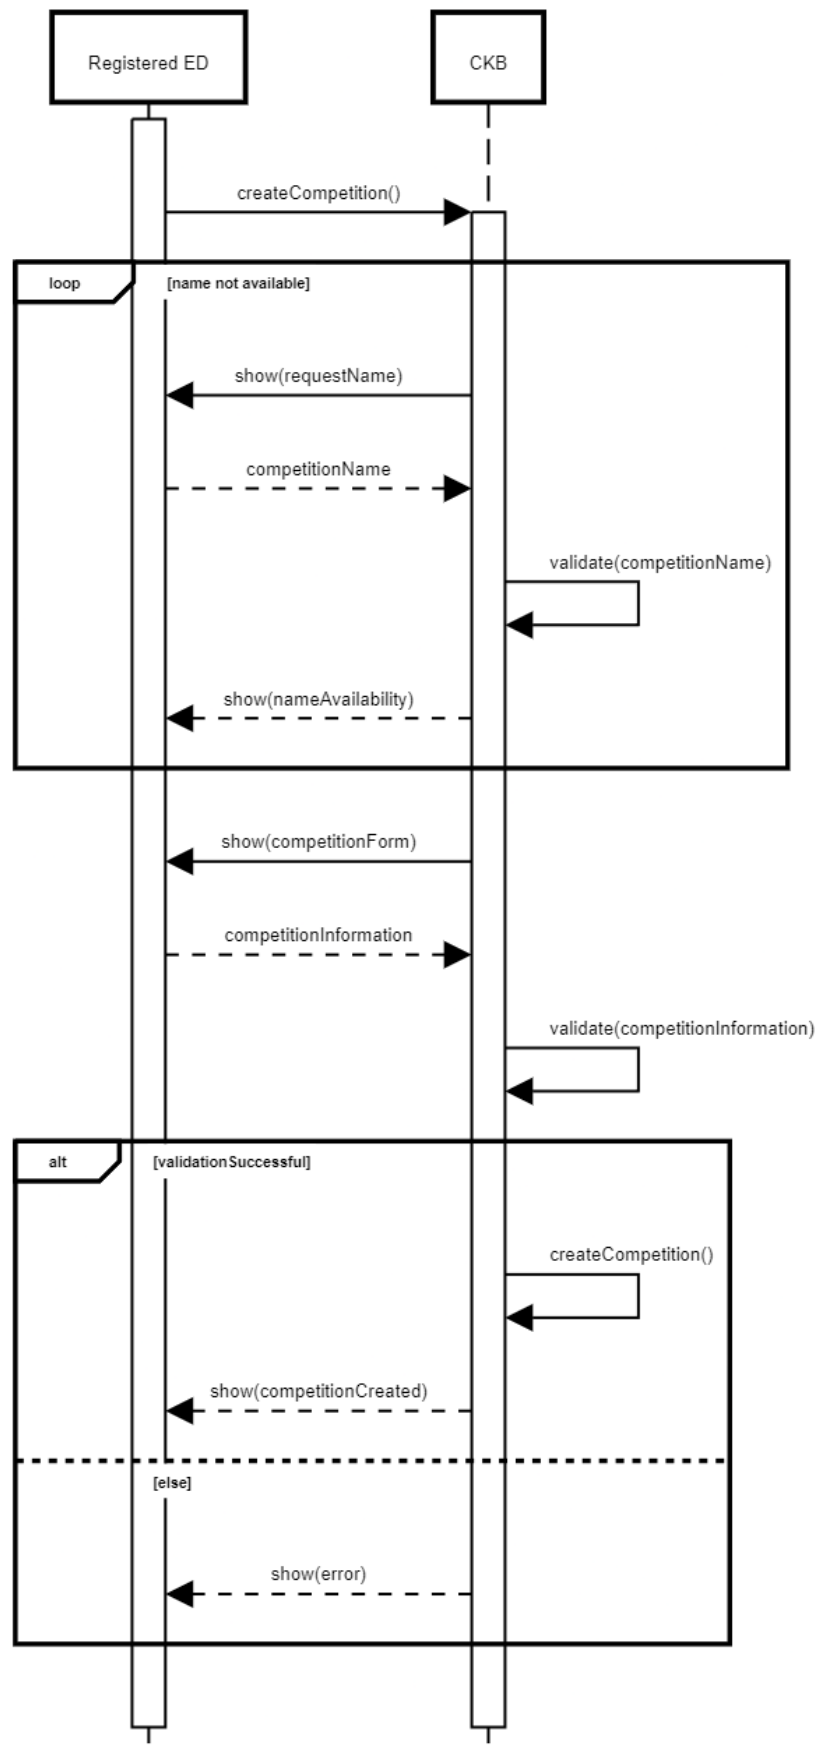 Registered ED
CKB
createCompetition()
loop
[name not available]
show(requestName)
competitionName
validate(competitionName)
show(nameAvailability)
show(competitionForm)
competitionInformation
validate(competitionInformation)
alt
[validationSuccessful]
createCompetition()
show(competitionCreated)
[else]
show(error)